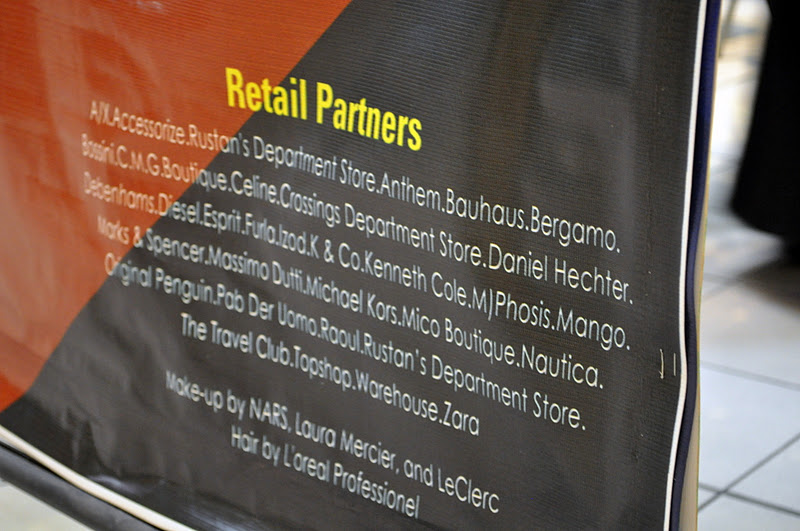 Retail Partners
A/X.Accessorize.Rustan's Department Store.Anthem.Bauhaus.Bergamo.
Bossini.C.M.G.Boutique.Celine.Crossings Department Store.Daniel Hechter.
Debenhams.Diesel.Esprit.Furla.Izod.K & Co.Kenneth Cole.MJPhosis.Mango.
Marks & Spencer.Massimo Dutti.Michael Kors.Mico Boutique.Nautica.
Original Penguin.Pab Der Uomo.Raoul.Rustan's Department Store.
The Travel Club.Topshop.Warehouse.Zara
Make-up by NARS, Laura Mercier, and LeClerc
Hair by L'oreal Professionel